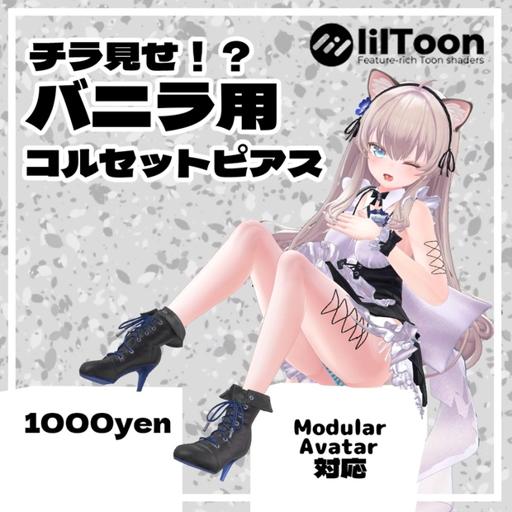 チラ見せ！？
バニラ用
コルセットピアス
lilToon
Feature-rich Toon shaders
1000yen
Modular
Avatar
対応